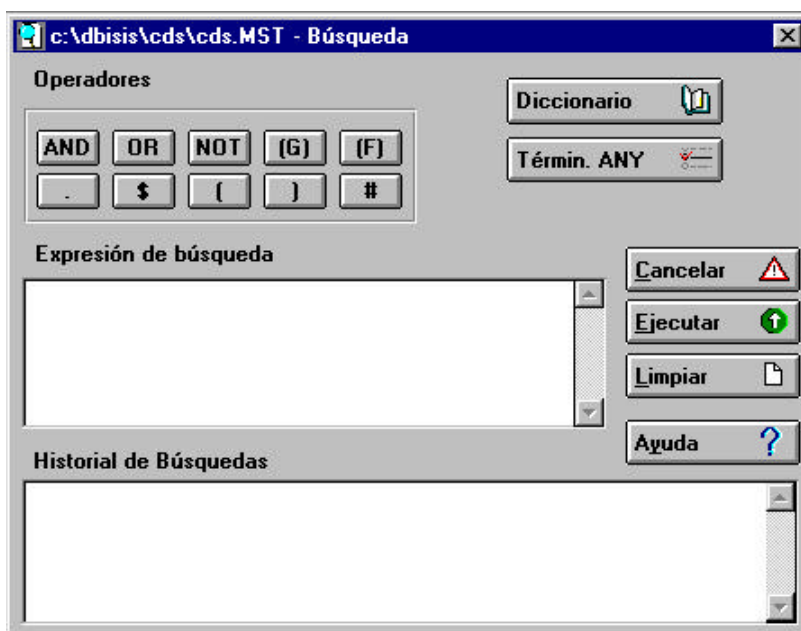 c:\dbisis\cds\cds.MST - Búsqueda
Operadores
AND OR NOT (G) (F)
. $ ( ) #
Diccionario
Términ. ANY
Expresión de búsqueda
Cancelar
Ejecutar
Limpiar
Ayuda
Historial de Búsquedas